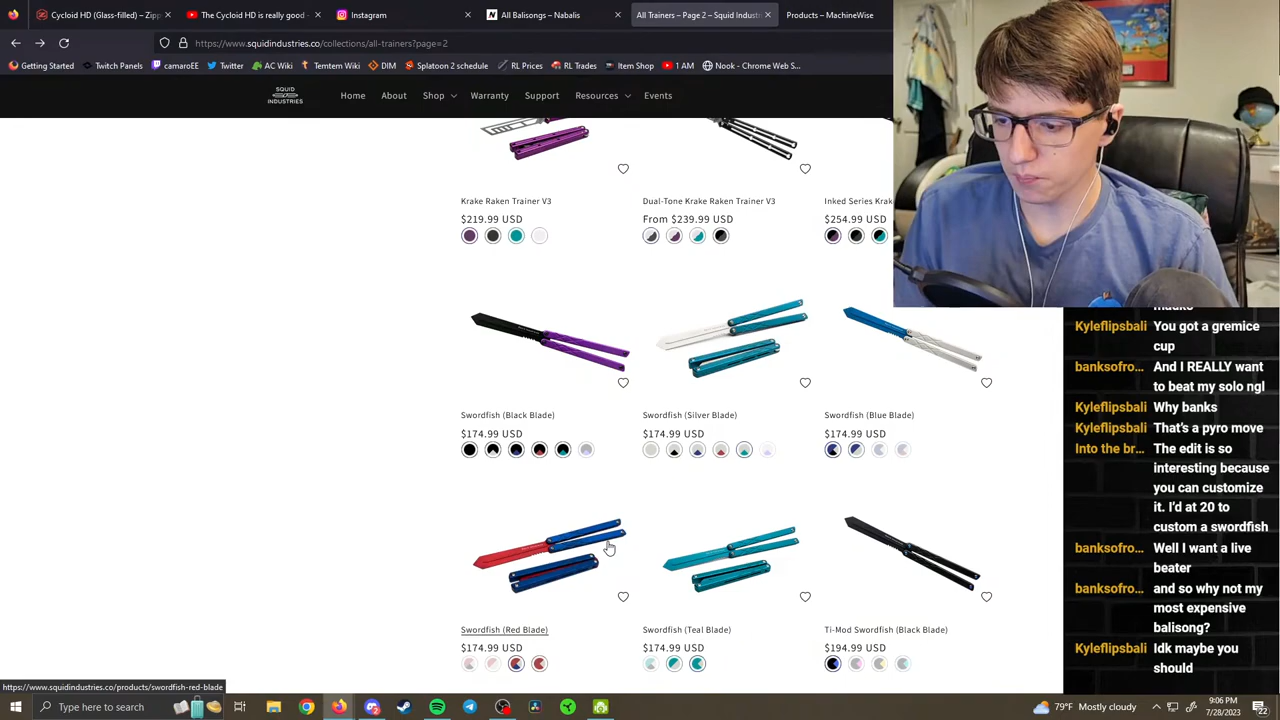 Cycloid HD (Glass-filled) – Zipp
The Cycloid HD is really good -
Instagram
All Balisongs – Nabalis
All Trainers – Page 2 – Squid Industri
Products – MachineWise
https://www.squidindustries.co/collections/all-trainers?page=2
Getting Started
Twitch Panels
camaroEE
Twitter
AC Wiki
Temtem Wiki
DIM
Splatoon 2 schedule
RL Prices
RL Trades
Item Shop
1 AM
Nook - Chrome Web S...
SQUID
INDUSTRIES
Home
About
Shop
Warranty
Support
Resources
Events
Krake Raken Trainer V3
Dual-Tone Krake Raken Trainer V3
Inked Series Krak
$219.99 USD
From $239.99 USD
$254.99 USD
Swordfish (Black Blade)
Swordfish (Silver Blade)
Swordfish (Blue Blade)
$174.99 USD
$174.99 USD
$174.99 USD
Swordfish (Red Blade)
Swordfish (Teal Blade)
Ti-Mod Swordfish (Black Blade)
$174.99 USD
$174.99 USD
$194.99 USD
Kyleflipsbali You got a gremice
cup
banksofro... And I REALLY want
to beat my solo ngl
Kyleflipsbali Why banks
Kyleflipsbali That's a pyro move
Into the br... The edit is so
interesting because
you can customize
it. I'd at 20 to
custom a swordfish
banksofro... Well I want a live
beater
banksofro... and so why not my
most expensive
balisong?
Kyleflipsbali Idk maybe you
should
https://www.squidindustries.co/products/swordfish-red-blade
Type here to search
79°F Mostly cloudy
9:06 PM
7/28/2023
22